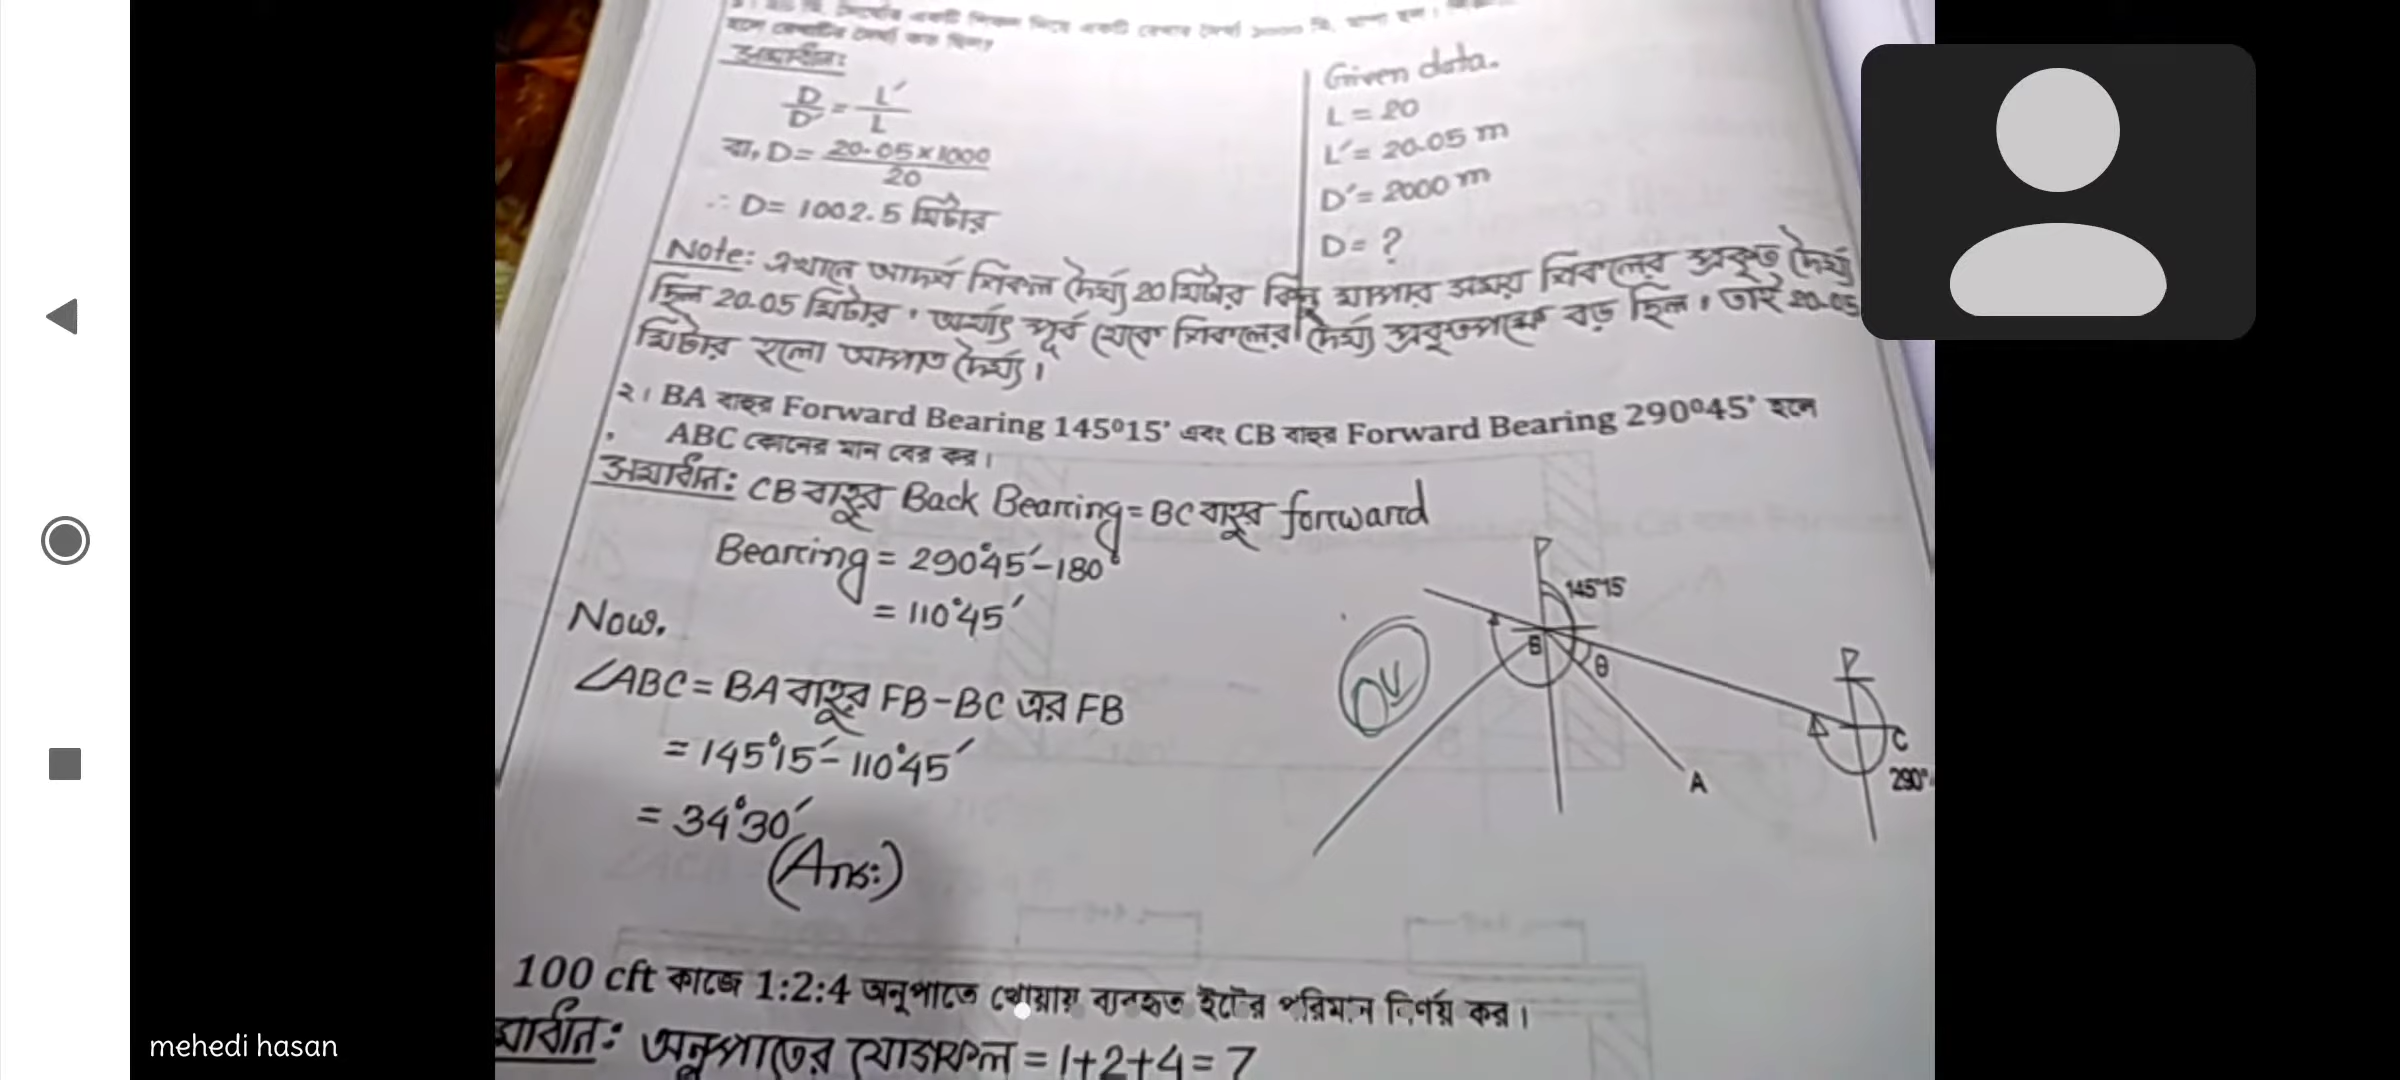 হলে রেখাটির দৈর্ঘ্য কত ছিল?
সমাধান:
D/D' = L'/L
বা, D = 20.05×1000/20
∴ D = 1002.5 মিটার
Given data.
L = 20
L' = 20.05 m
D' = 2000 m
D = ?
Note: এখানে আদর্শ শিকল দৈর্ঘ্য 20 মিটার কিন্তু মাপার সময় শিকলের প্রকৃত দৈর্ঘ্য
ছিল 20.05 মিটার। অর্থাৎ পূর্ব থেকে শিকলের দৈর্ঘ্য প্রকৃতপক্ষে বড় ছিল। তাই 20.05
মিটার হলো আপাত দৈর্ঘ্য।
২। BA বাহুর Forward Bearing 145°15' এবং CB বাহুর Forward Bearing 290°45' হলে
, ABC কোনের মান বের কর।
সমাধান: CB বাহুর Back Bearing = BC বাহুর forward
Bearing = 290°45' - 180°
= 110°45'
Now,
∠ABC = BA বাহুর FB - BC এর FB
= 145°15' - 110°45'
= 34°30'
(Ans:)
145°15'
B
θ
A
C
290°
100 cft কাজে 1:2:4 অনুপাতে খোয়ায় ব্যবহৃত ইটের পরিমান নির্ণয় কর।
মাধান: অনুপাতের যোগফল = 1+2+4 = 7
mehedi hasan